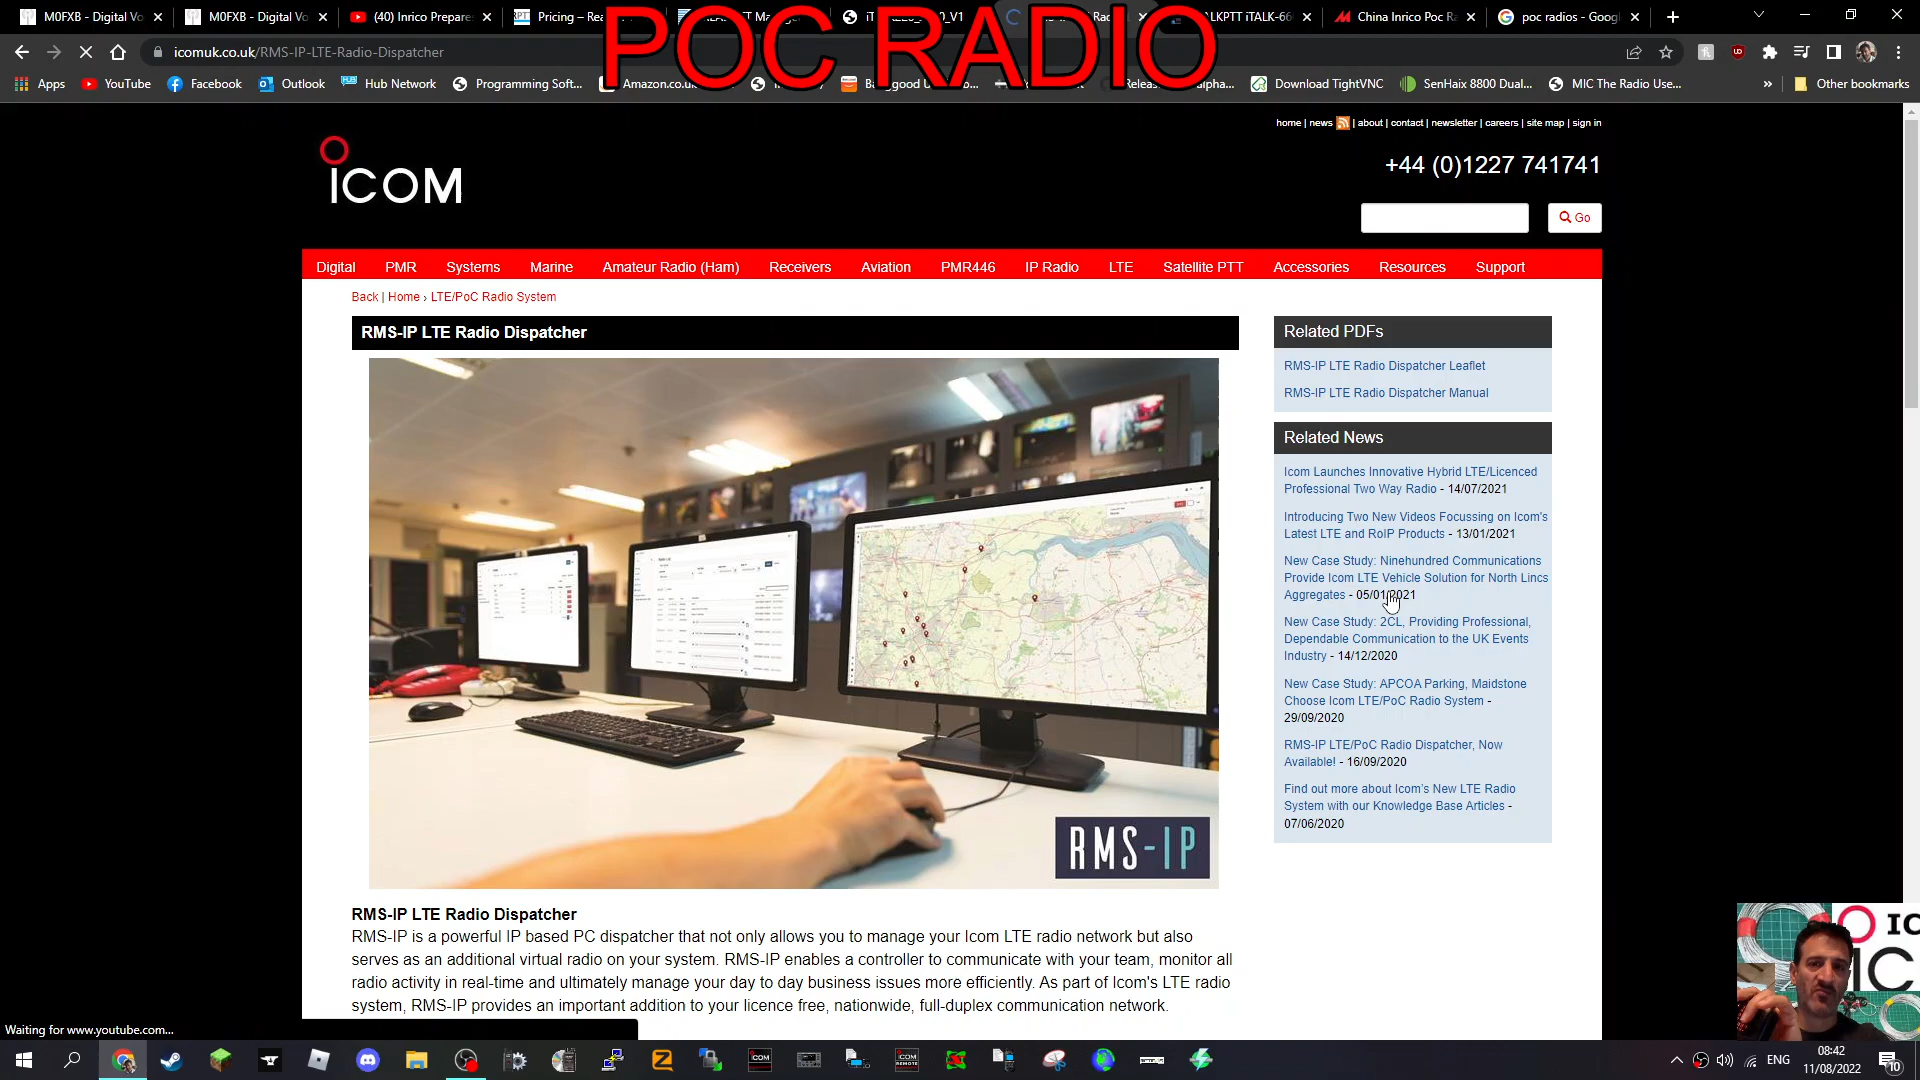 M0FXB - Digital Vo
M0FXB - Digital Vo
(40) Inrico Prepare
Pricing – Rea
poc radios - Goog
China Inrico Poc R
POC RADIO
icomuk.co.uk/RMS-IP-LTE-Radio-Dispatcher
Apps
YouTube
Facebook
Outlook
Hub Network
Programming Soft...
Amazon.co.uk
Download TightVNC
SenHaix 8800 Dual...
MIC The Radio Use...
»
Other bookmarks
home | news | about | contact | newsletter | careers | site map | sign in
ICOM
+44 (0)1227 741741
Go
Digital PMR Systems Marine Amateur Radio (Ham) Receivers Aviation PMR446 IP Radio LTE Satellite PTT Accessories Resources Support
Back | Home › LTE/PoC Radio System
RMS-IP LTE Radio Dispatcher
RMS-IP
RMS-IP LTE Radio Dispatcher
RMS-IP is a powerful IP based PC dispatcher that not only allows you to manage your Icom LTE radio network but also
serves as an additional virtual radio on your system. RMS-IP enables a controller to communicate with your team, monitor all
radio activity in real-time and ultimately manage your day to day business issues more efficiently. As part of Icom's LTE radio
system, RMS-IP provides an important addition to your licence free, nationwide, full-duplex communication network.
Related PDFs
RMS-IP LTE Radio Dispatcher Leaflet
RMS-IP LTE Radio Dispatcher Manual
Related News
Icom Launches Innovative Hybrid LTE/Licenced
Professional Two Way Radio - 14/07/2021
Introducing Two New Videos Focussing on Icom's
Latest LTE and RoIP Products - 13/01/2021
New Case Study: Ninehundred Communications
Provide Icom LTE Vehicle Solution for North Lincs
Aggregates - 05/01/2021
New Case Study: 2CL, Providing Professional,
Dependable Communication to the UK Events
Industry - 14/12/2020
New Case Study: APCOA Parking, Maidstone
Choose Icom LTE/PoC Radio System -
29/09/2020
RMS-IP LTE/PoC Radio Dispatcher, Now
Available! - 16/09/2020
Find out more about Icom's New LTE Radio
System with our Knowledge Base Articles -
07/06/2020
IC
IC
Waiting for www.youtube.com...
ENG
08:42
11/08/2022
10